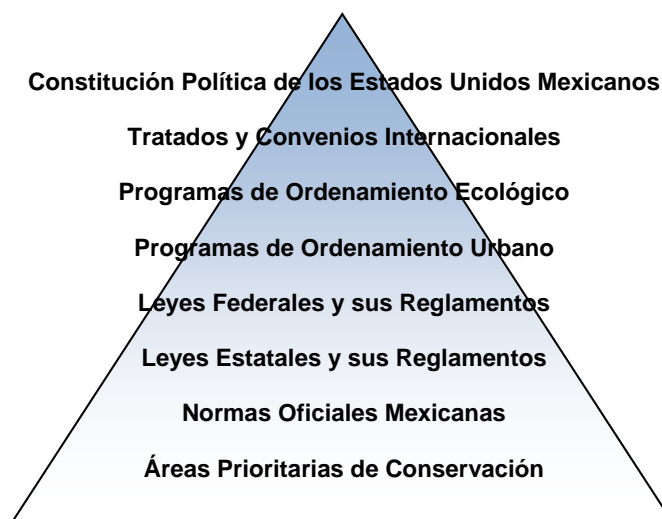 Constitución Política de los Estados Unidos Mexicanos
Tratados y Convenios Internacionales
Programas de Ordenamiento Ecológico
Programas de Ordenamiento Urbano
Leyes Federales y sus Reglamentos
Leyes Estatales y sus Reglamentos
Normas Oficiales Mexicanas
Áreas Prioritarias de Conservación